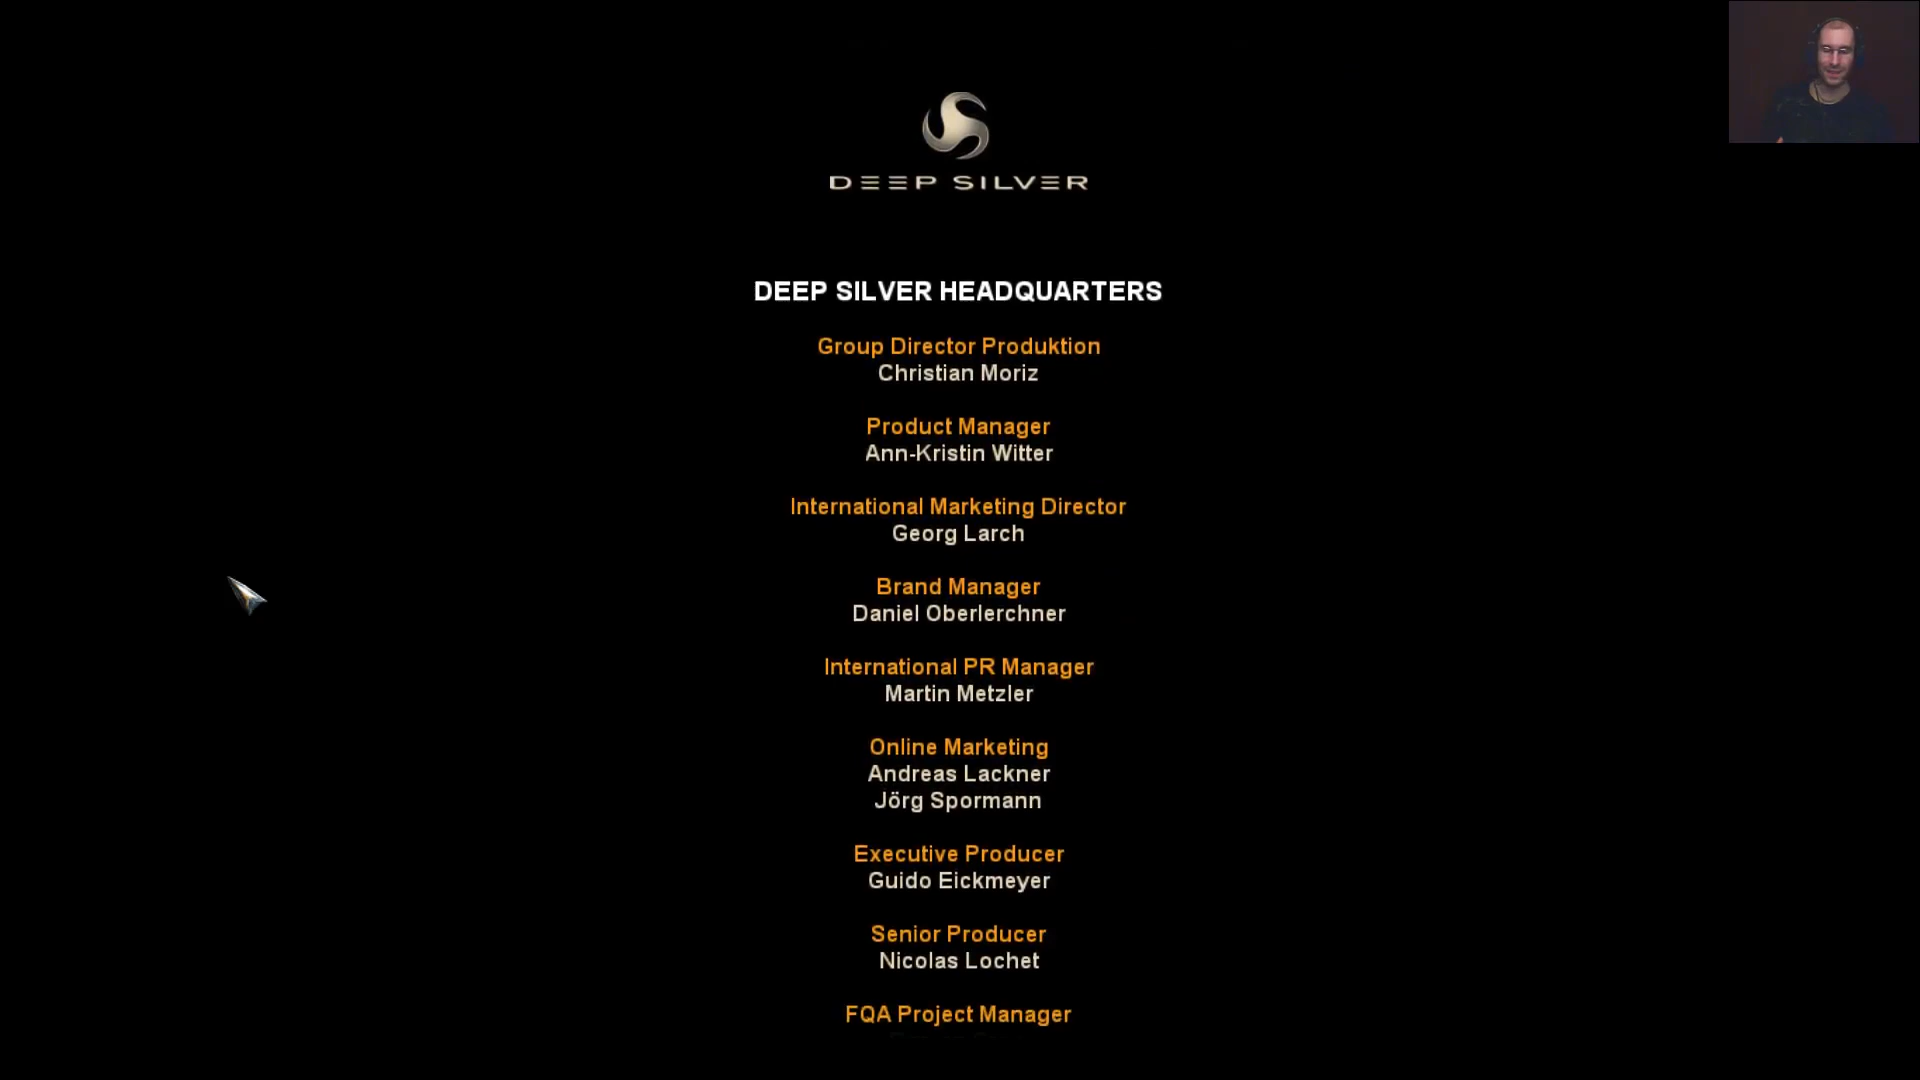 DEEP SILVER
DEEP SILVER HEADQUARTERS
Group Director Produktion
Christian Moriz
Product Manager
Ann-Kristin Witter
International Marketing Director
Georg Larch
Brand Manager
Daniel Oberlerchner
International PR Manager
Martin Metzler
Online Marketing
Andreas Lackner
Jörg Spormann
Executive Producer
Guido Eickmeyer
Senior Producer
Nicolas Lochet
FQA Project Manager